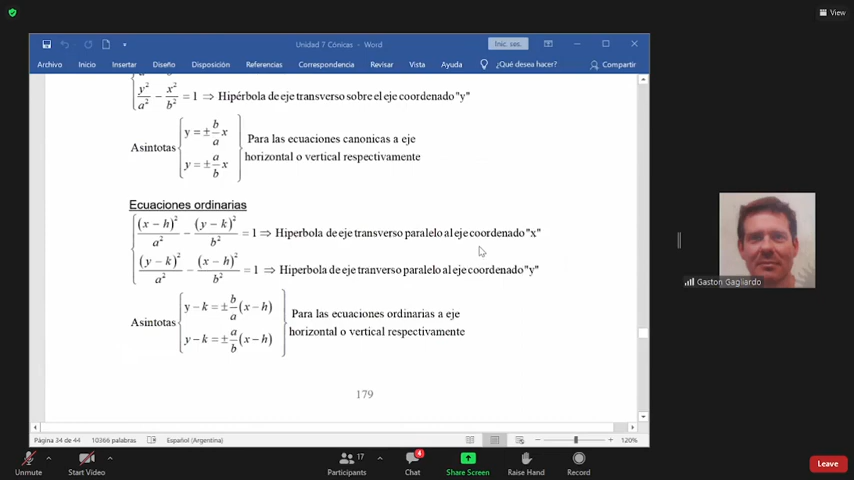 View
Unidad 7 Cónicas - Word
Inic. ses.
Archivo Inicio Insertar Diseño Disposición Referencias Correspondencia Revisar Vista Ayuda ¿Qué desea hacer? Compartir
y²/a² − x²/b² = 1 ⇒ Hipérbola de eje transverso sobre el eje coordenado "y"
y = ± b/a x
Asintotas
Para las ecuaciones canonicas a eje
y = ± a/b x
horizontal o vertical respectivamente
Ecuaciones ordinarias
(x − h)²/a² − (y − k)²/b² = 1 ⇒ Hiperbola de eje transverso paralelo al eje coordenado "x"
(y − k)²/a² − (x − h)²/b² = 1 ⇒ Hiperbola de eje tranverso paralelo al eje coordenado "y"
y − k = ± b/a (x − h)
Asintotas
Para las ecuaciones ordinarias a eje
y − k = ± a/b (x − h)
horizontal o vertical respectivamente
179
Gaston Gagliardo
Página 34 de 44 10366 palabras Español (Argentina) 120%
Unmute Start Video Participants 17 Chat 4 Share Screen Raise Hand Record Leave